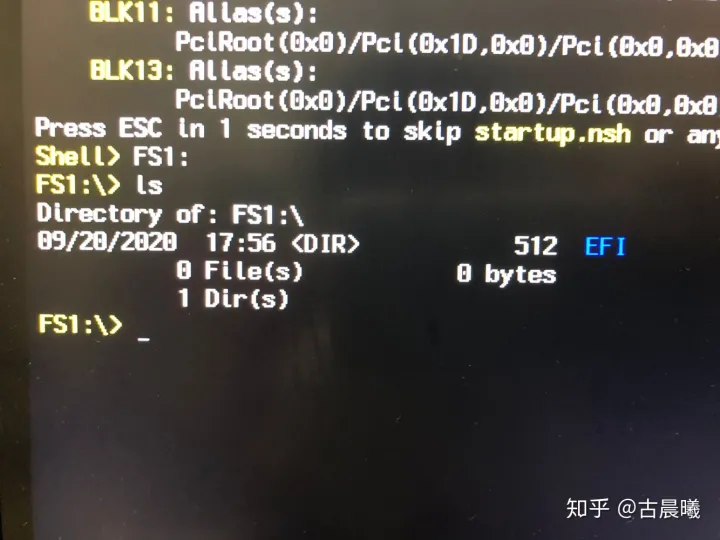 BLK11: Alias(s):
PciRoot(0x0)/Pci(0x1D,0x0)/Pci(0x0,0x0
BLK13: Alias(s):
PciRoot(0x0)/Pci(0x1D,0x0)/Pci(0x0,0x0
Press ESC in 1 seconds to skip startup.nsh or any
Shell> FS1:
FS1:\> ls
Directory of: FS1:\
09/20/2020 17:56 <DIR> 512 EFI
0 File(s) 0 bytes
1 Dir(s)
FS1:\> _
知乎 @古晨曦